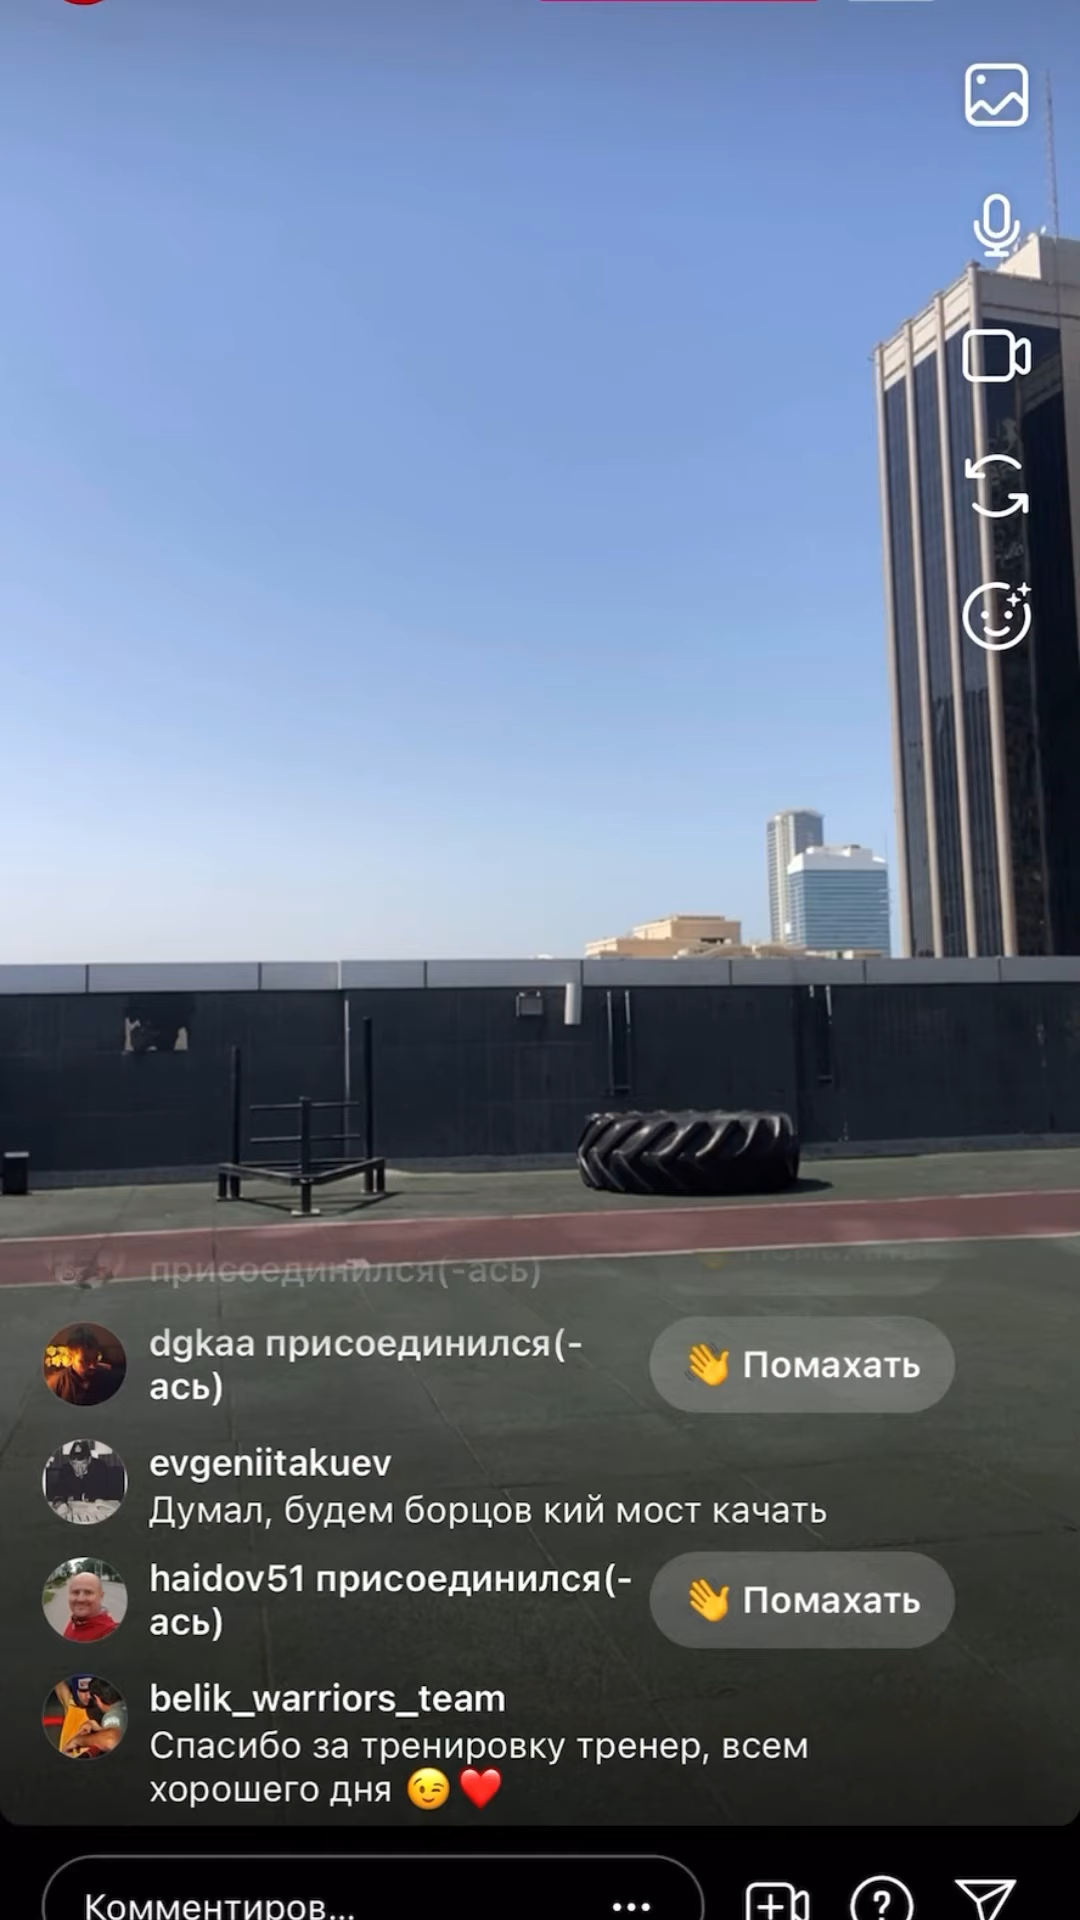 присоединился(-ась)
dgkaa присоединился(-
ась)
👋 Помахать
evgeniitakuev
Думал, будем борцов кий мост качать
haidov51 присоединился(-
ась)
👋 Помахать
belik_warriors_team
Спасибо за тренировку тренер, всем
хорошего дня 😉❤️
Комментиров...